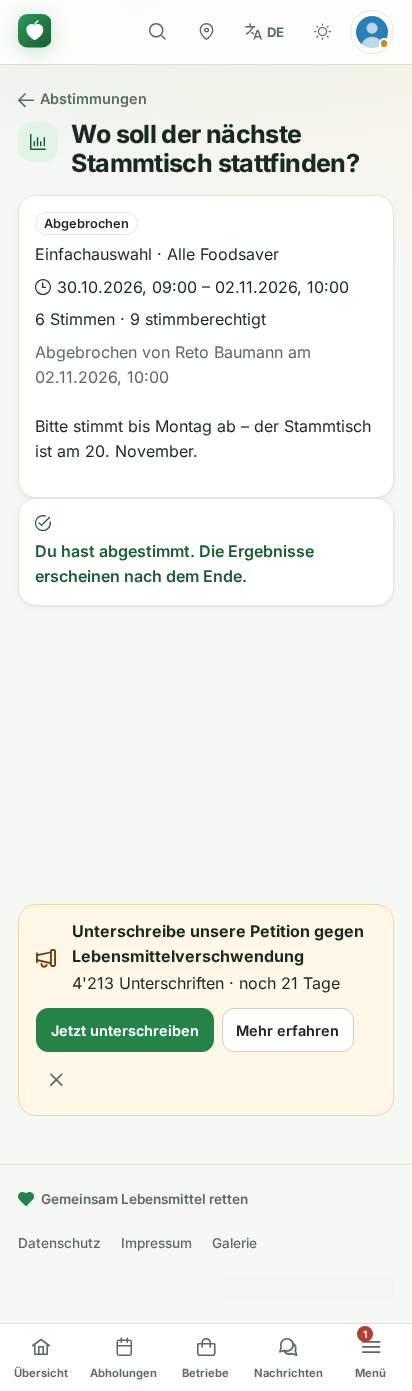 DE
Abstimmungen
Wo soll der nächste
Stammtisch stattfinden?
Abgebrochen
Einfachauswahl · Alle Foodsaver
30.10.2026, 09:00 – 02.11.2026, 10:00
6 Stimmen · 9 stimmberechtigt
Abgebrochen von Reto Baumann am
02.11.2026, 10:00
Bitte stimmt bis Montag ab – der Stammtisch
ist am 20. November.
Du hast abgestimmt. Die Ergebnisse
erscheinen nach dem Ende.
Unterschreibe unsere Petition gegen
Lebensmittelverschwendung
4'213 Unterschriften · noch 21 Tage
Jetzt unterschreiben Mehr erfahren
Gemeinsam Lebensmittel retten
Datenschutz Impressum Galerie
1
Übersicht Abholungen Betriebe Nachrichten Menü